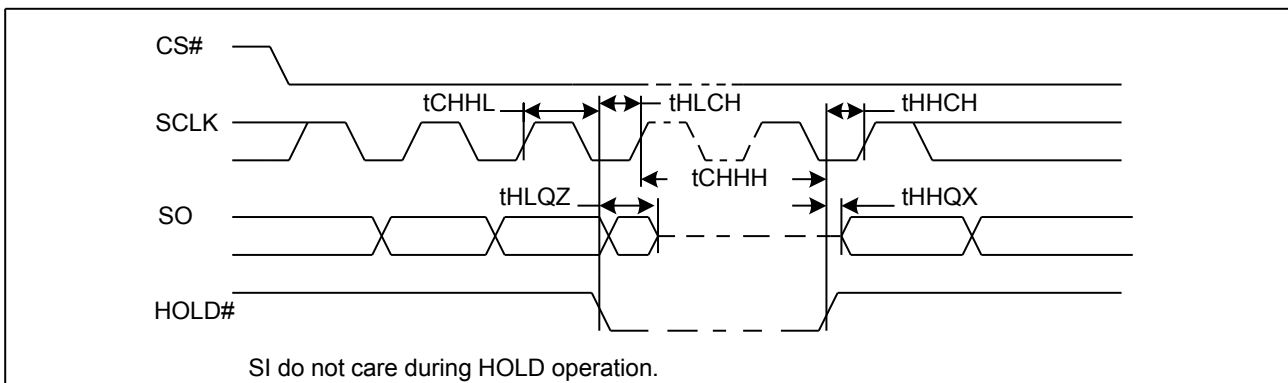 CS#
tCHHL
tHLCH
tHHCH
SCLK
tCHHH
tHLQZ
tHHQX
SO
HOLD#
SI do not care during HOLD operation.